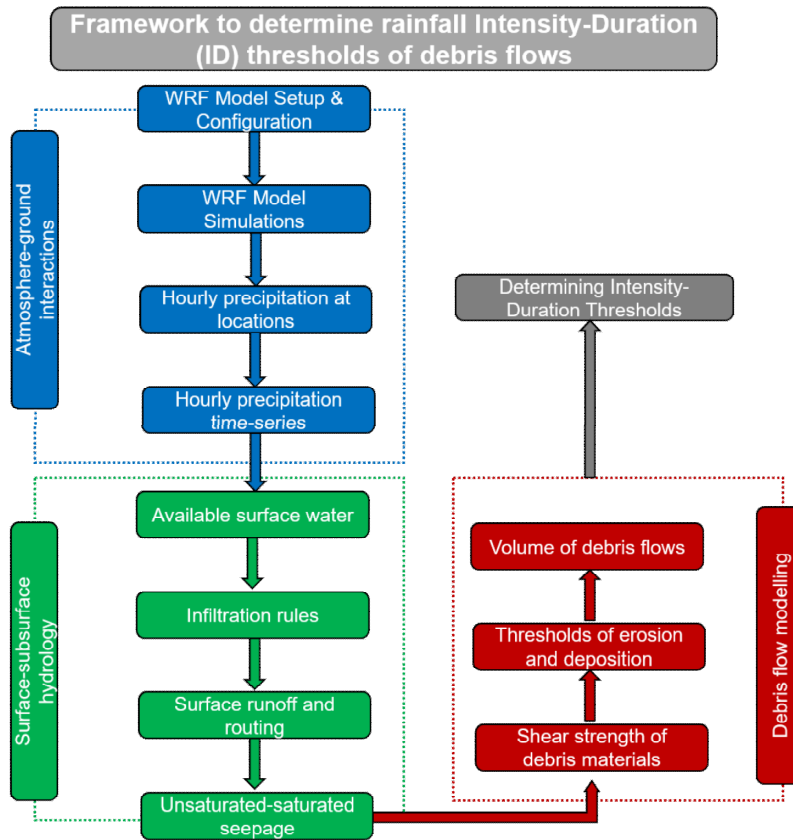 Framework to determine rainfall Intensity-Duration
(ID) thresholds of debris flows
Atmosphere-ground
interactions
WRF Model Setup &
Configuration
WRF Model
Simulations
Hourly precipitation at
locations
Hourly precipitation
time-series
Surface-subsurface
hydrology
Available surface water
Infiltration rules
Surface runoff and
routing
Unsaturated-saturated
seepage
Determining Intensity-
Duration Thresholds
Volume of debris flows
Thresholds of erosion
and deposition
Shear strength of
debris materials
Debris flow modelling